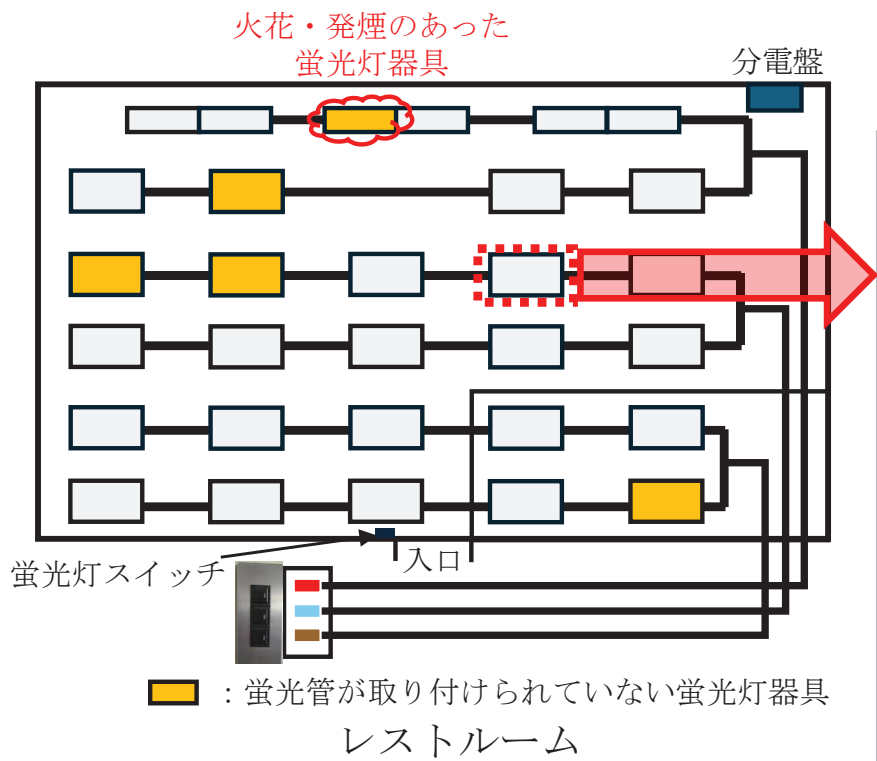 火花・発煙のあった
蛍光灯器具
分電盤
蛍光灯スイッチ
入口
：蛍光管が取り付けられていない蛍光灯器具
レストルーム